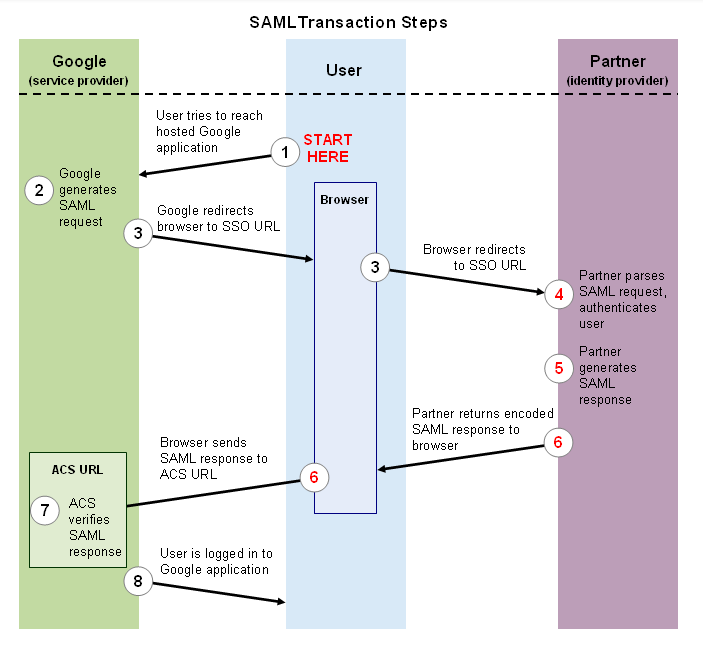 SAML Transaction Steps
Google
(service provider)
User
Partner
(identity provider)
User tries to reach
hosted Google
application
1
START
HERE
2
Google
generates
SAML
request
3
Google redirects
browser to SSO URL
Browser
3
Browser redirects
to SSO URL
4
Partner parses
SAML request,
authenticates
user
5
Partner
generates
SAML
response
Partner returns encoded
SAML response to
browser
6
Browser sends
SAML response to
ACS URL
6
ACS URL
7
ACS
verifies
SAML
response
User is logged in to
Google application
8